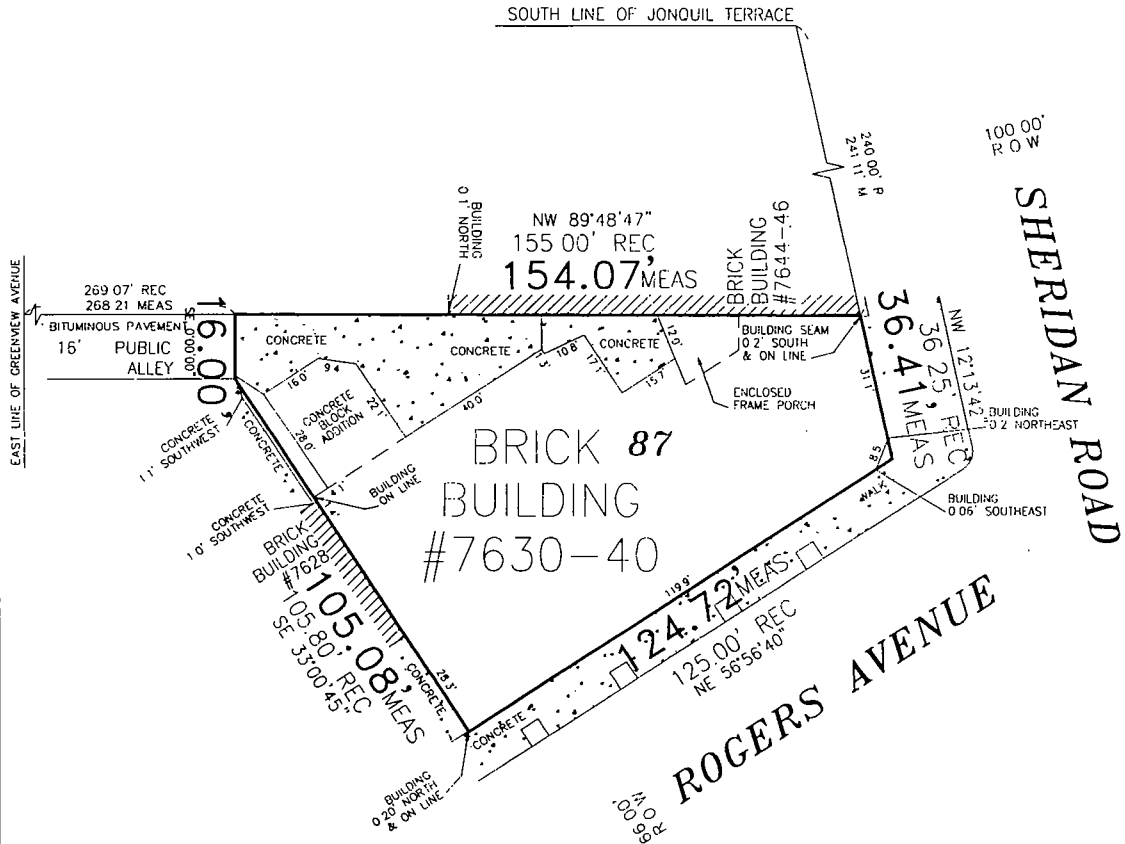 SOUTH LINE OF JONQUIL TERRACE
240 00' R
241 11' M
100 00'
R O W
SHERIDAN ROAD
BUILDING
0 1' NORTH
NW 89°48'47"
155 00' REC
154.07' MEAS
BRICK
BUILDING
#7644-46
EAST LINE OF GREENVIEW AVENUE
269 07' REC
268 21 MEAS
BITUMINOUS PAVEMENT
16' PUBLIC
ALLEY
SE 0°00'00"
16.00'
CONCRETE
CONCRETE
CONCRETE
BUILDING SEAM
0 2' SOUTH
& ON LINE
12.0'
10.8'
17.1'
15.7'
3'
ENCLOSED
FRAME PORCH
16.0'
9.4'
22.1'
28.0'
40.0'
4.1'
CONCRETE
BLOCK
ADDITION
NW 12°13'42"
36 25' REC
36.41' MEAS
31.1'
8.5'
BUILDING
0 2 NORTHEAST
BUILDING
0 06' SOUTHEAST
WALK
CONCRETE
1 1' SOUTHWEST
CONCRETE
CONCRETE
1 0' SOUTHWEST
BUILDING
ON LINE
BRICK 87
BUILDING
#7630-40
BRICK
BUILDING
#7628
105.08' MEAS
105.80' REC
SE 33°00'45"
CONCRETE
28.3'
119.9'
124.72' MEAS
125.00' REC
NE 56°56'40"
CONCRETE
BUILDING
0 20' NORTH
& ON LINE
ROGERS AVENUE
66 00'
R O W